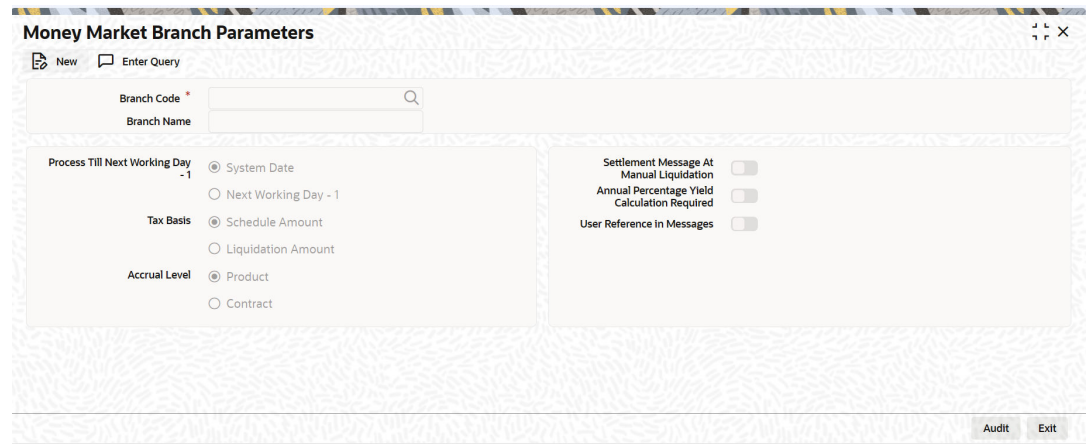 Money Market Branch Parameters
New Enter Query
Branch Code *
Branch Name
Process Till Next Working Day
- 1
System Date
Next Working Day - 1
Tax Basis
Schedule Amount
Liquidation Amount
Accrual Level
Product
Contract
Settlement Message At
Manual Liquidation
Annual Percentage Yield
Calculation Required
User Reference in Messages
Audit Exit